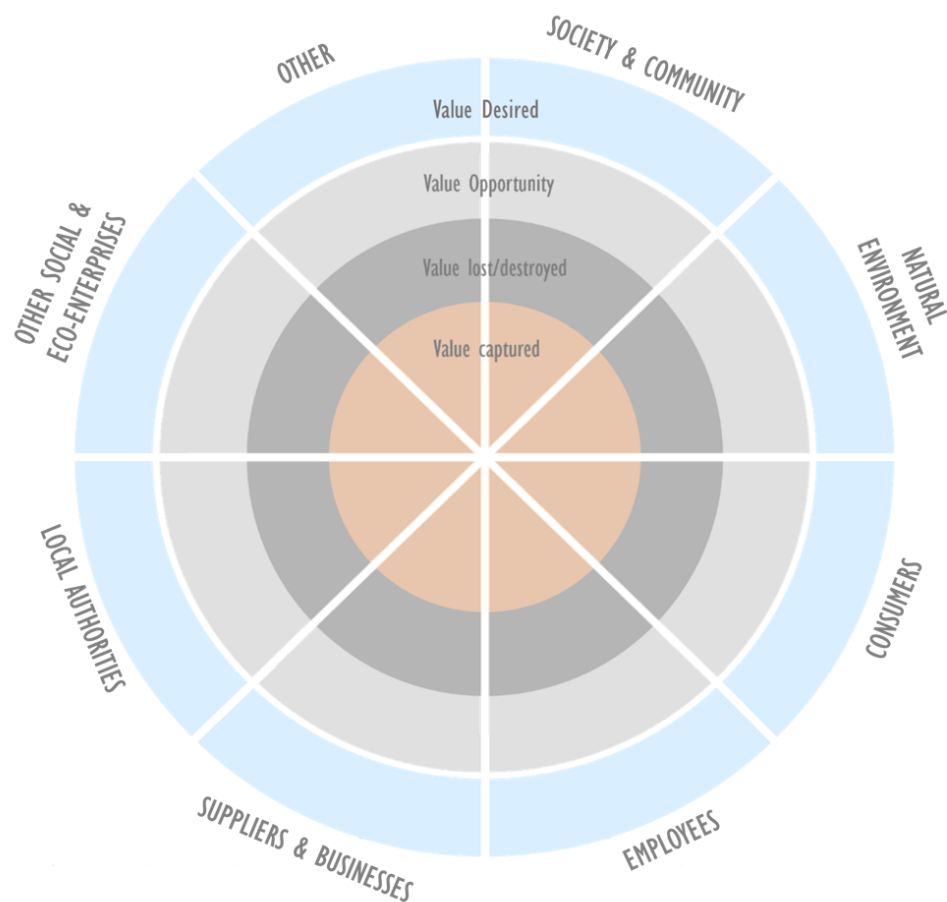 SOCIETY & COMMUNITY
OTHER
Value Desired
Value Opportunity
OTHER SOCIAL &
ECO-ENTERPRISES
NATURAL
ENVIRONMENT
Value lost/destroyed
Value captured
LOCAL AUTHORITIES
CONSUMERS
SUPPLIERS & BUSINESSES
EMPLOYEES